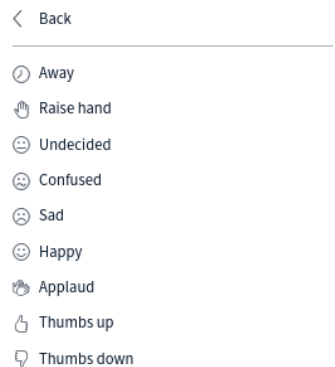 Back
Away
Raise hand
Undecided
Confused
Sad
Happy
Applaud
Thumbs up
Thumbs down